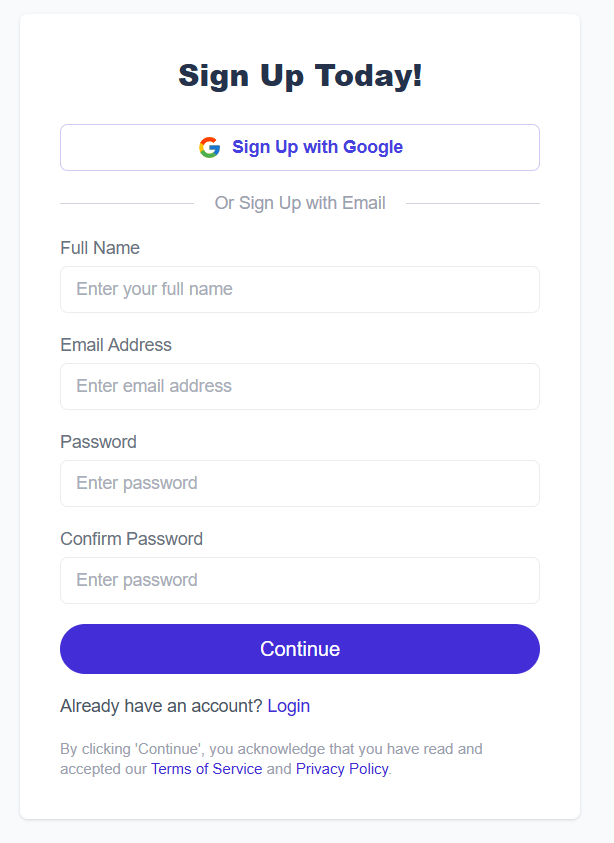 Sign Up Today!
Sign Up with Google
Or Sign Up with Email
Full Name
Enter your full name
Email Address
Enter email address
Password
Enter password
Confirm Password
Enter password
Continue
Already have an account? Login
By clicking 'Continue', you acknowledge that you have read and
accepted our Terms of Service and Privacy Policy.